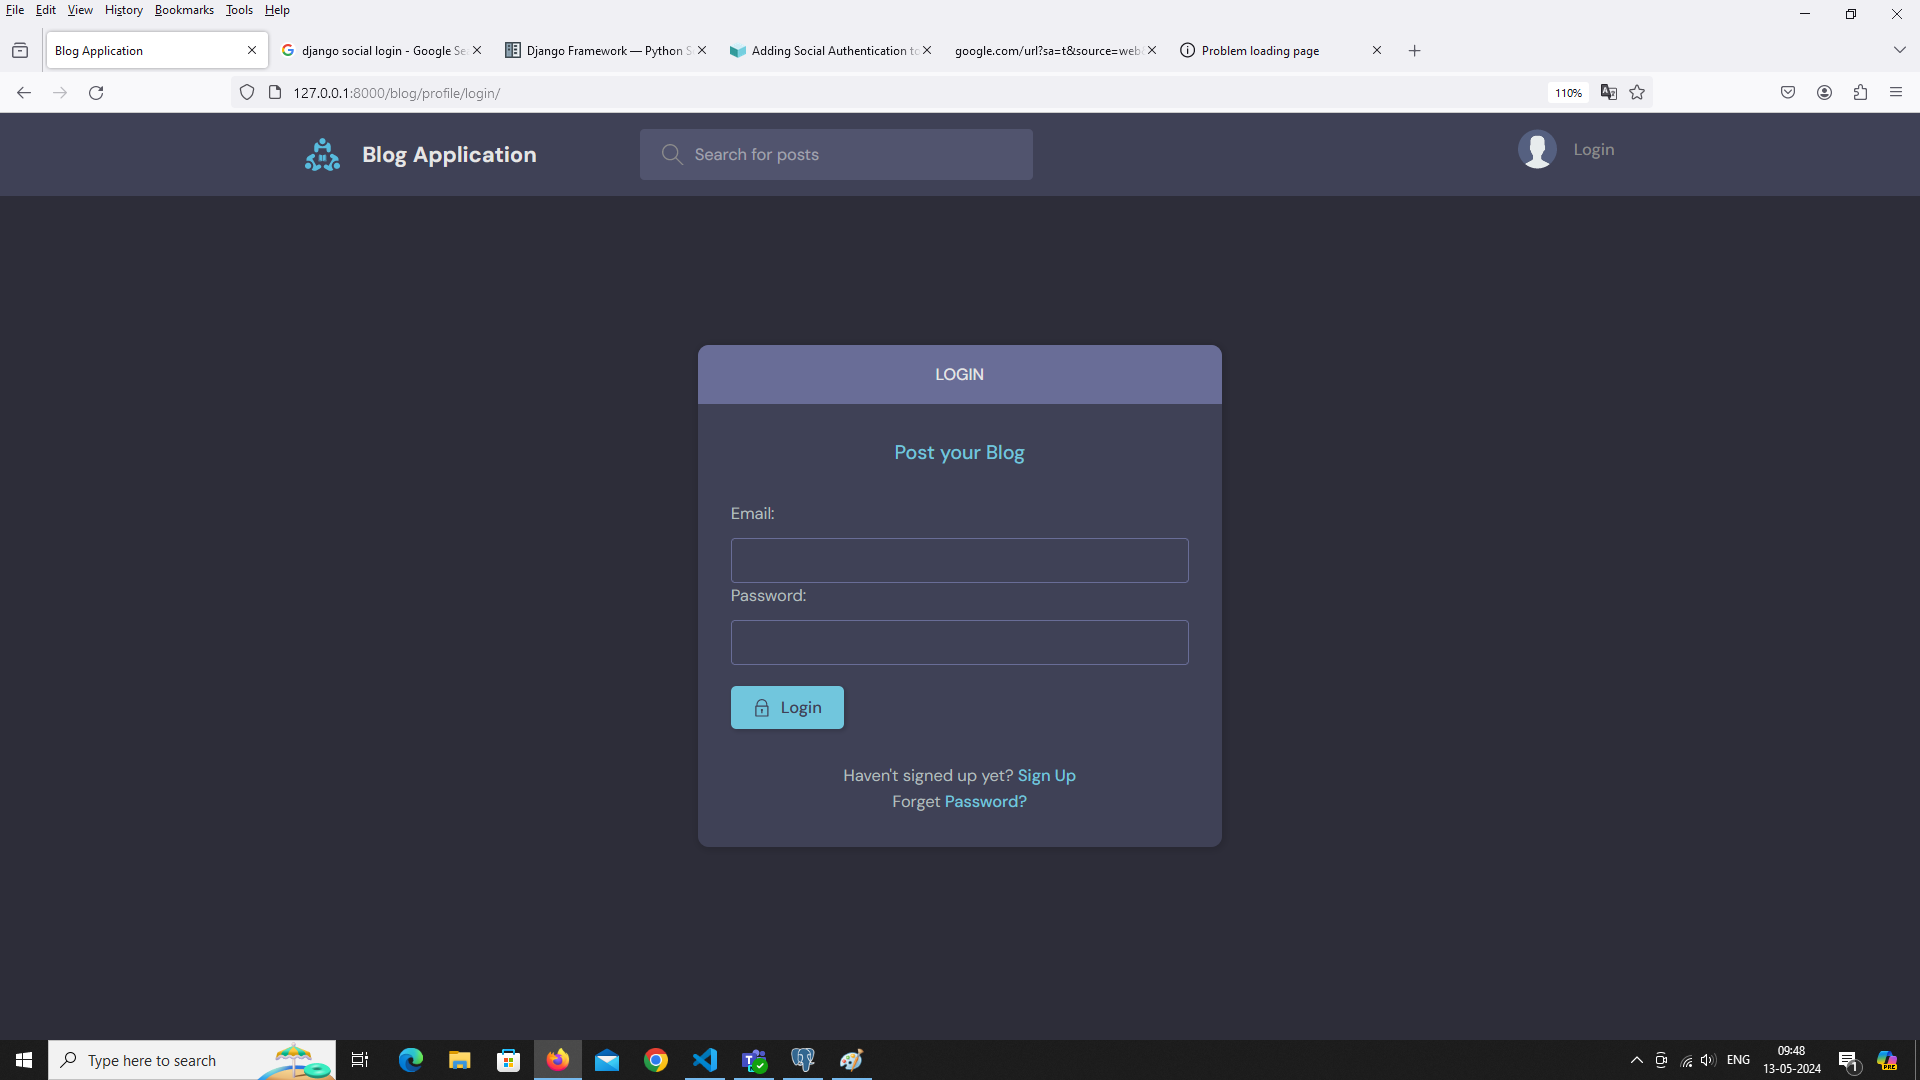 File Edit View History Bookmarks Tools Help
Blog Application
django social login - Google Se
Django Framework — Python S
Adding Social Authentication to
google.com/url?sa=t&source=web
Problem loading page
127.0.0.1:8000/blog/profile/login/
110%
Blog Application
Search for posts
Login
LOGIN
Post your Blog
Email:
Password:
Login
Haven't signed up yet? Sign Up
Forget Password?
Type here to search
ENG
09:48
13-05-2024
1
PRE